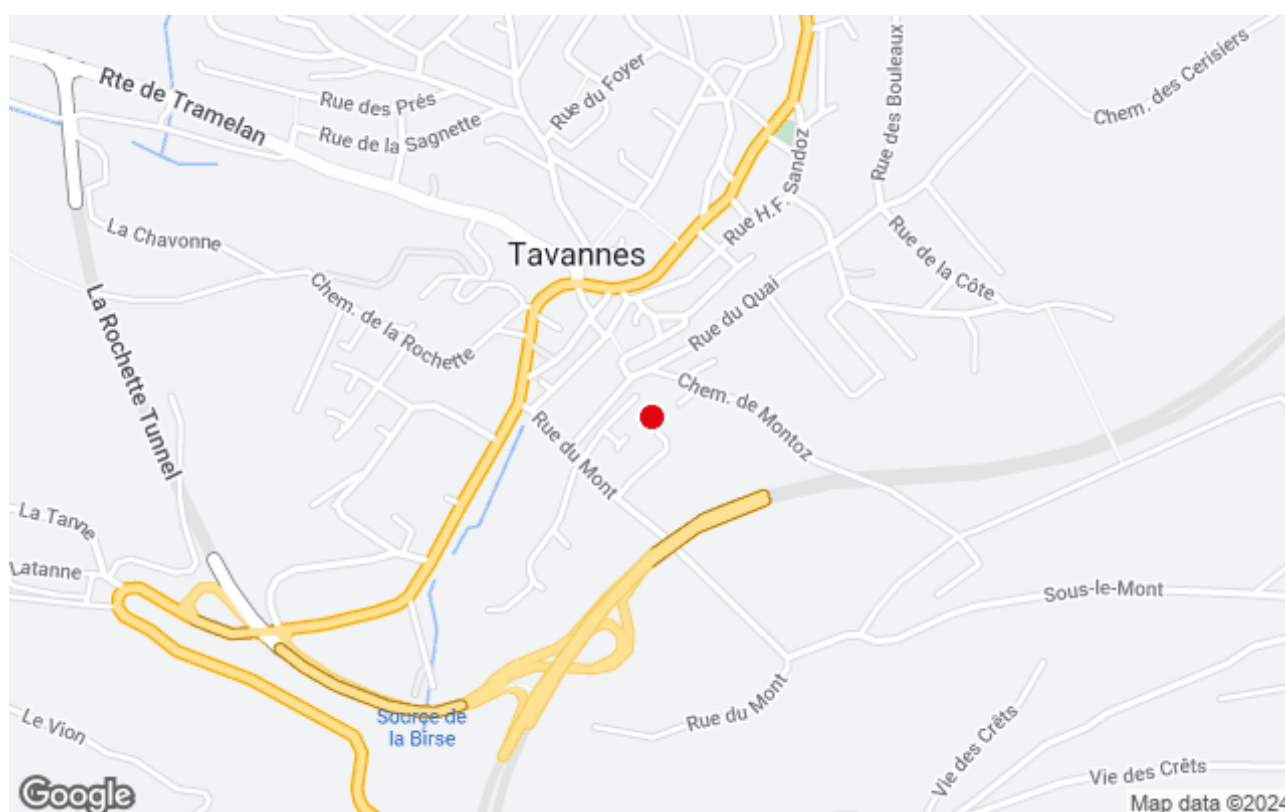 Rte de Tramelan
Rue des Prés
Rue de la Sagnette
Rue du Foyer
Rue des Bouleaux
Chem. des Cerisiers
Rue H.F. Sandoz
La Chavonne
Tavannes
Rue de la Côte
Chem. de la Rochette
Rue du Quai
La Rochette Tunnel
Chem. de Montoz
Rue du Mont
La Tanne
Latanne
Sous-le-Mont
Source de
la Birse
Rue du Mont
Le Vion
Vie des Crêts
Vie des Crêts
Google
Map data ©2024